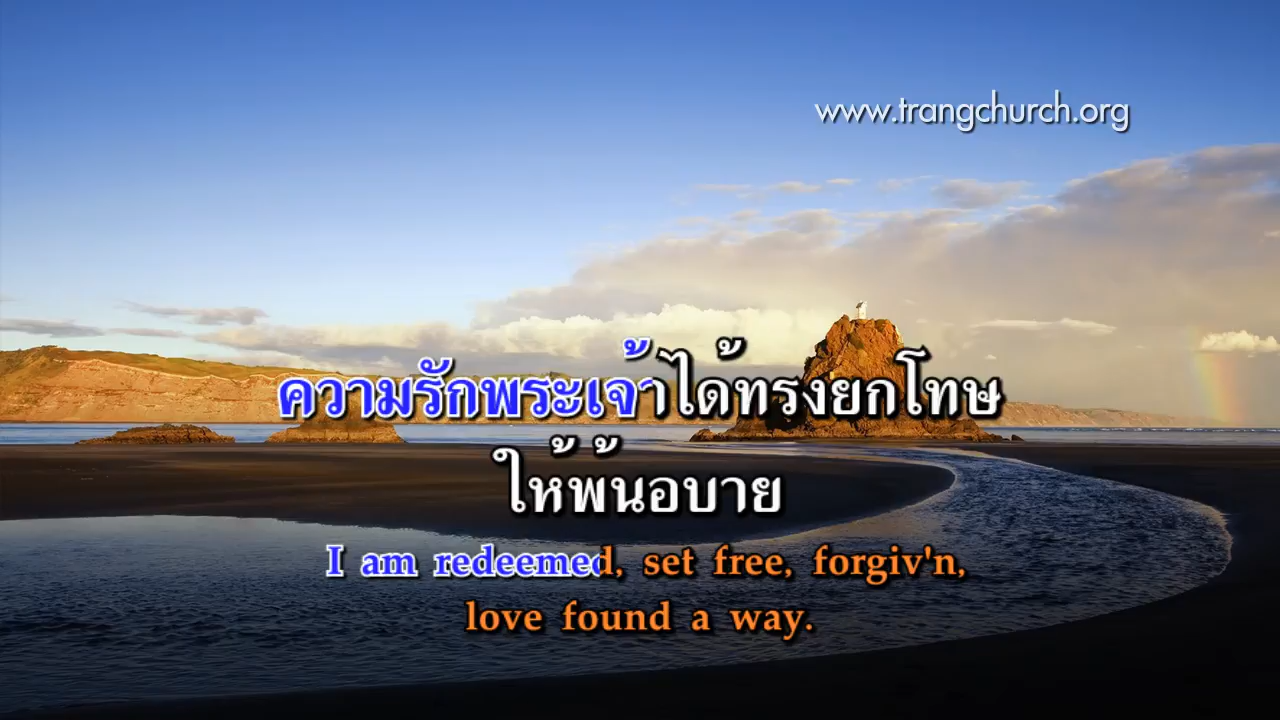 www.trangchurch.org
ความรักพระเจ้าได้ทรงยกโทษ
ให้พ้นอบาย
I am redeemed, set free, forgiv'n,
love found a way.